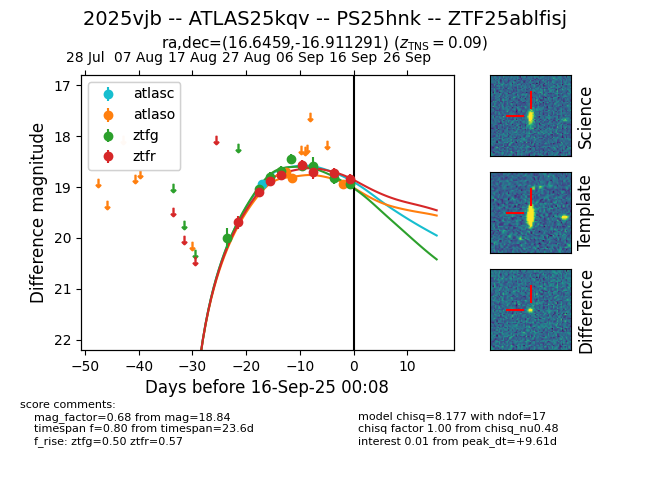 2025vjb -- ATLAS25kqv -- PS25hnk -- ZTF25ablfisj
ra,dec=(16.6459,-16.911291) (z_TNS = 0.09)
28 Jul 07 Aug 17 Aug 27 Aug 06 Sep 16 Sep 26 Sep
atlasc
atlaso
ztfg
ztfr
17
18
19
20
21
22
Difference magnitude
−50 −40 −30 −20 −10 0 10
Days before 16-Sep-25 00:08
Science
Template
Difference
score comments:
mag_factor=0.68 from mag=18.84
timespan f=0.80 from timespan=23.6d
f_rise: ztfg=0.50 ztfr=0.57
model chisq=8.177 with ndof=17
chisq factor 1.00 from chisq_nu0.48
interest 0.01 from peak_dt=+9.61d